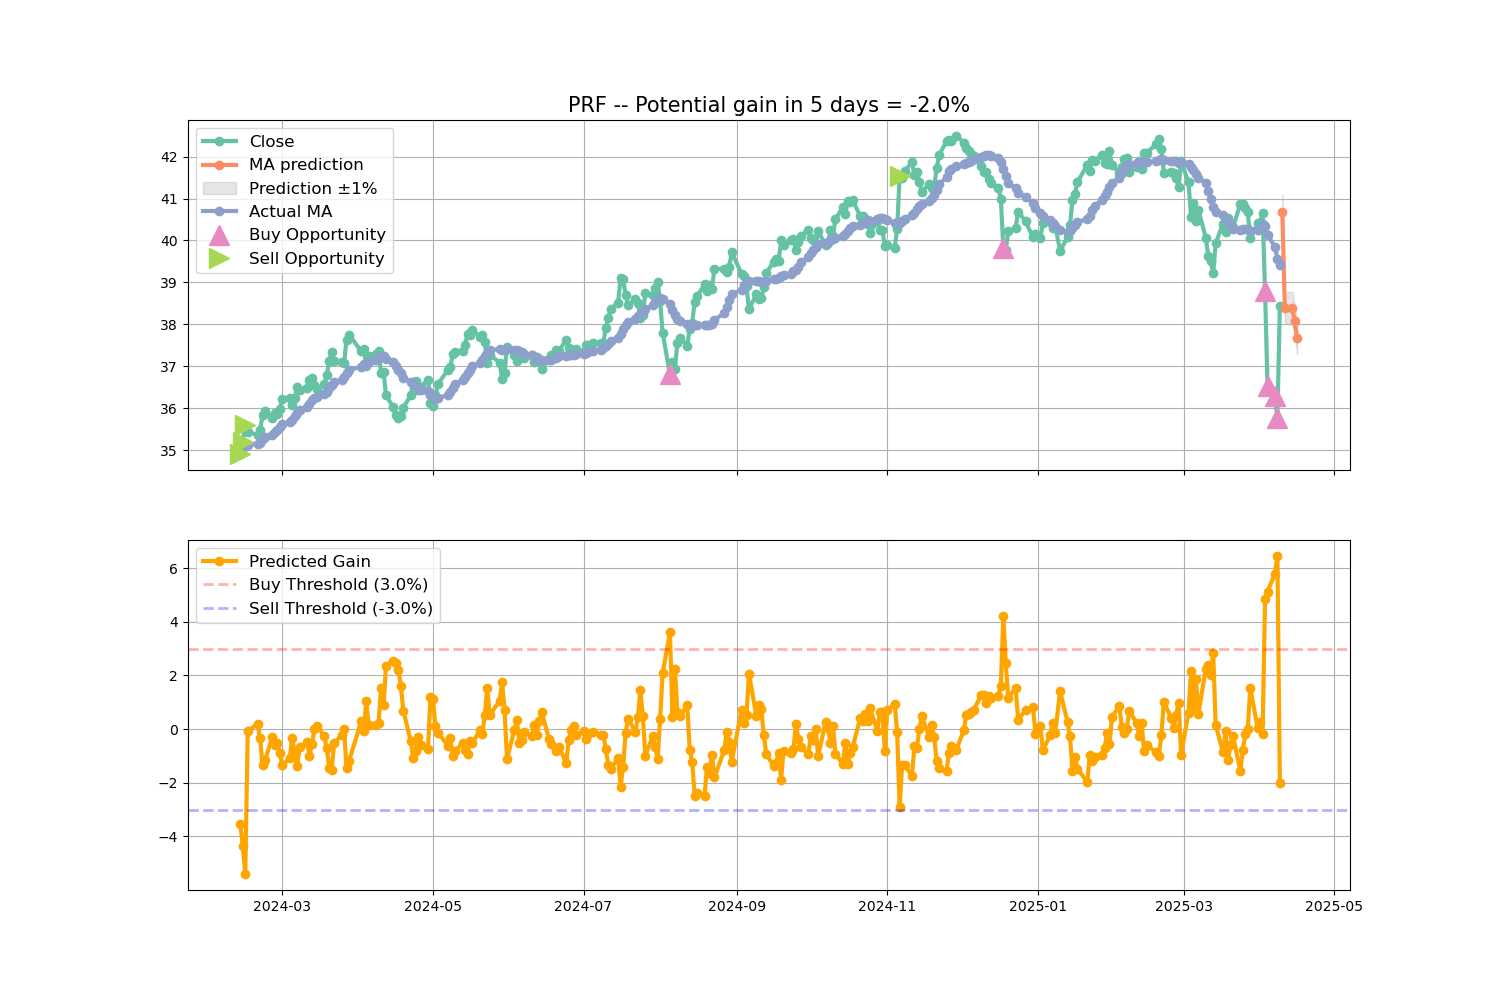 PRF -- Potential gain in 5 days = -2.0%
Close
MA prediction
Prediction ±1%
Actual MA
Buy Opportunity
Sell Opportunity
42
41
40
39
38
37
36
35
Predicted Gain
Buy Threshold (3.0%)
Sell Threshold (-3.0%)
6
4
2
0
−2
−4
2024-03 2024-05 2024-07 2024-09 2024-11 2025-01 2025-03 2025-05